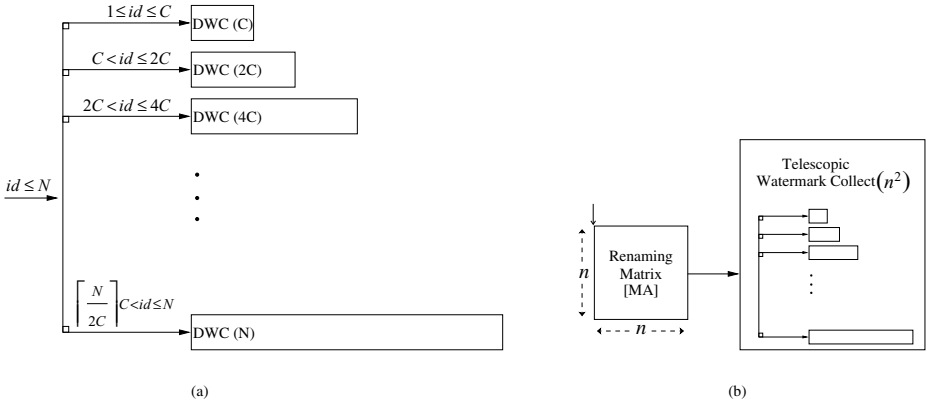 1≤id≤C
DWC (C)
C<id≤2C
DWC (2C)
2C<id≤4C
DWC (4C)
id≤N
⌈N/2C⌉C<id≤N
DWC (N)
(a)
Telescopic
Watermark Collect(n²)
n
Renaming
Matrix
[MA]
n
(b)